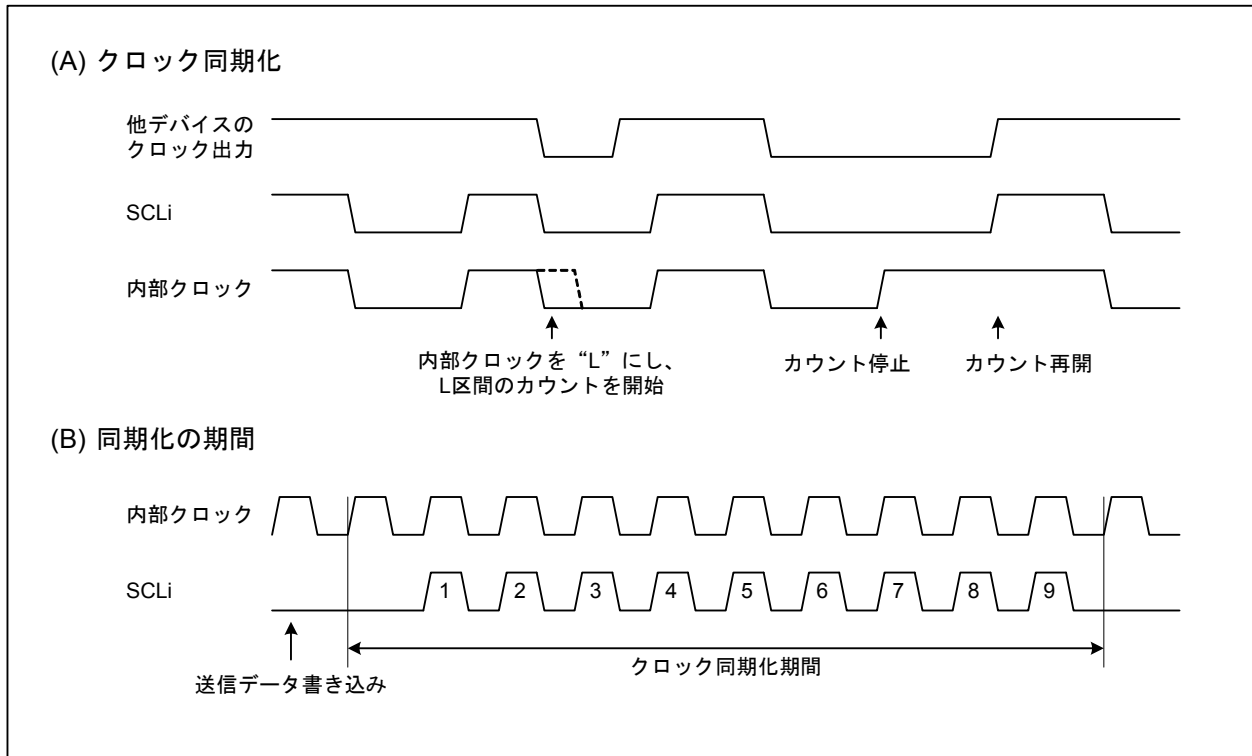 (A) クロック同期化
他デバイスの
クロック出力
SCLi
内部クロック
内部クロックを“L”にし、
L区間のカウントを開始
カウント停止
カウント再開
(B) 同期化の期間
内部クロック
SCLi
1 2 3 4 5 6 7 8 9
クロック同期化期間
送信データ書き込み